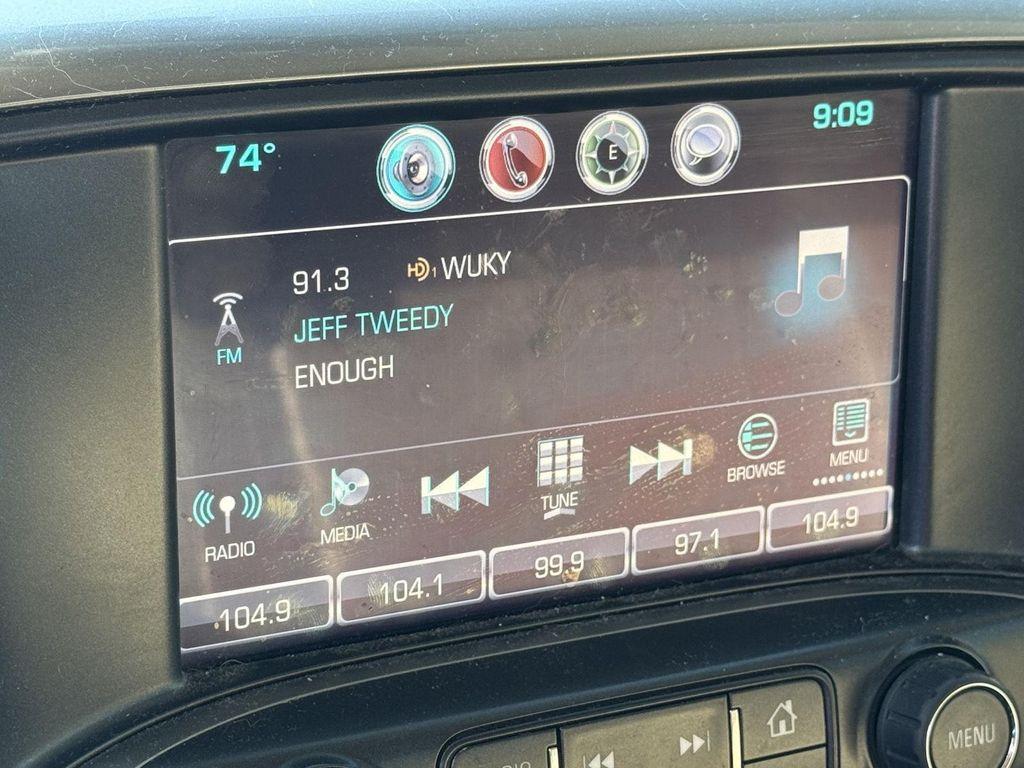 74°
E
9:09
91.3
HD1 WUKY
FM
JEFF TWEEDY
ENOUGH
RADIO
MEDIA
TUNE
BROWSE
MENU
104.9
104.1
99.9
97.1
104.9
MENU